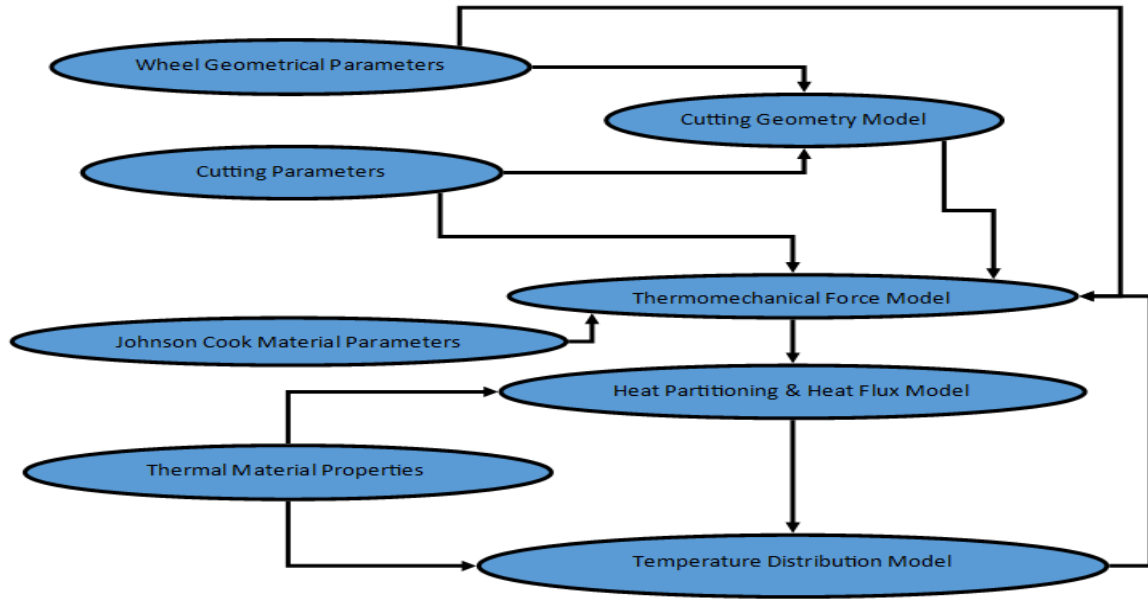 Wheel Geometrical Parameters
Cutting Geometry Model
Cutting Parameters
Thermomechanical Force Model
Johnson Cook Material Parameters
Heat Partitioning & Heat Flux Model
Thermal Material Properties
Temperature Distribution Model